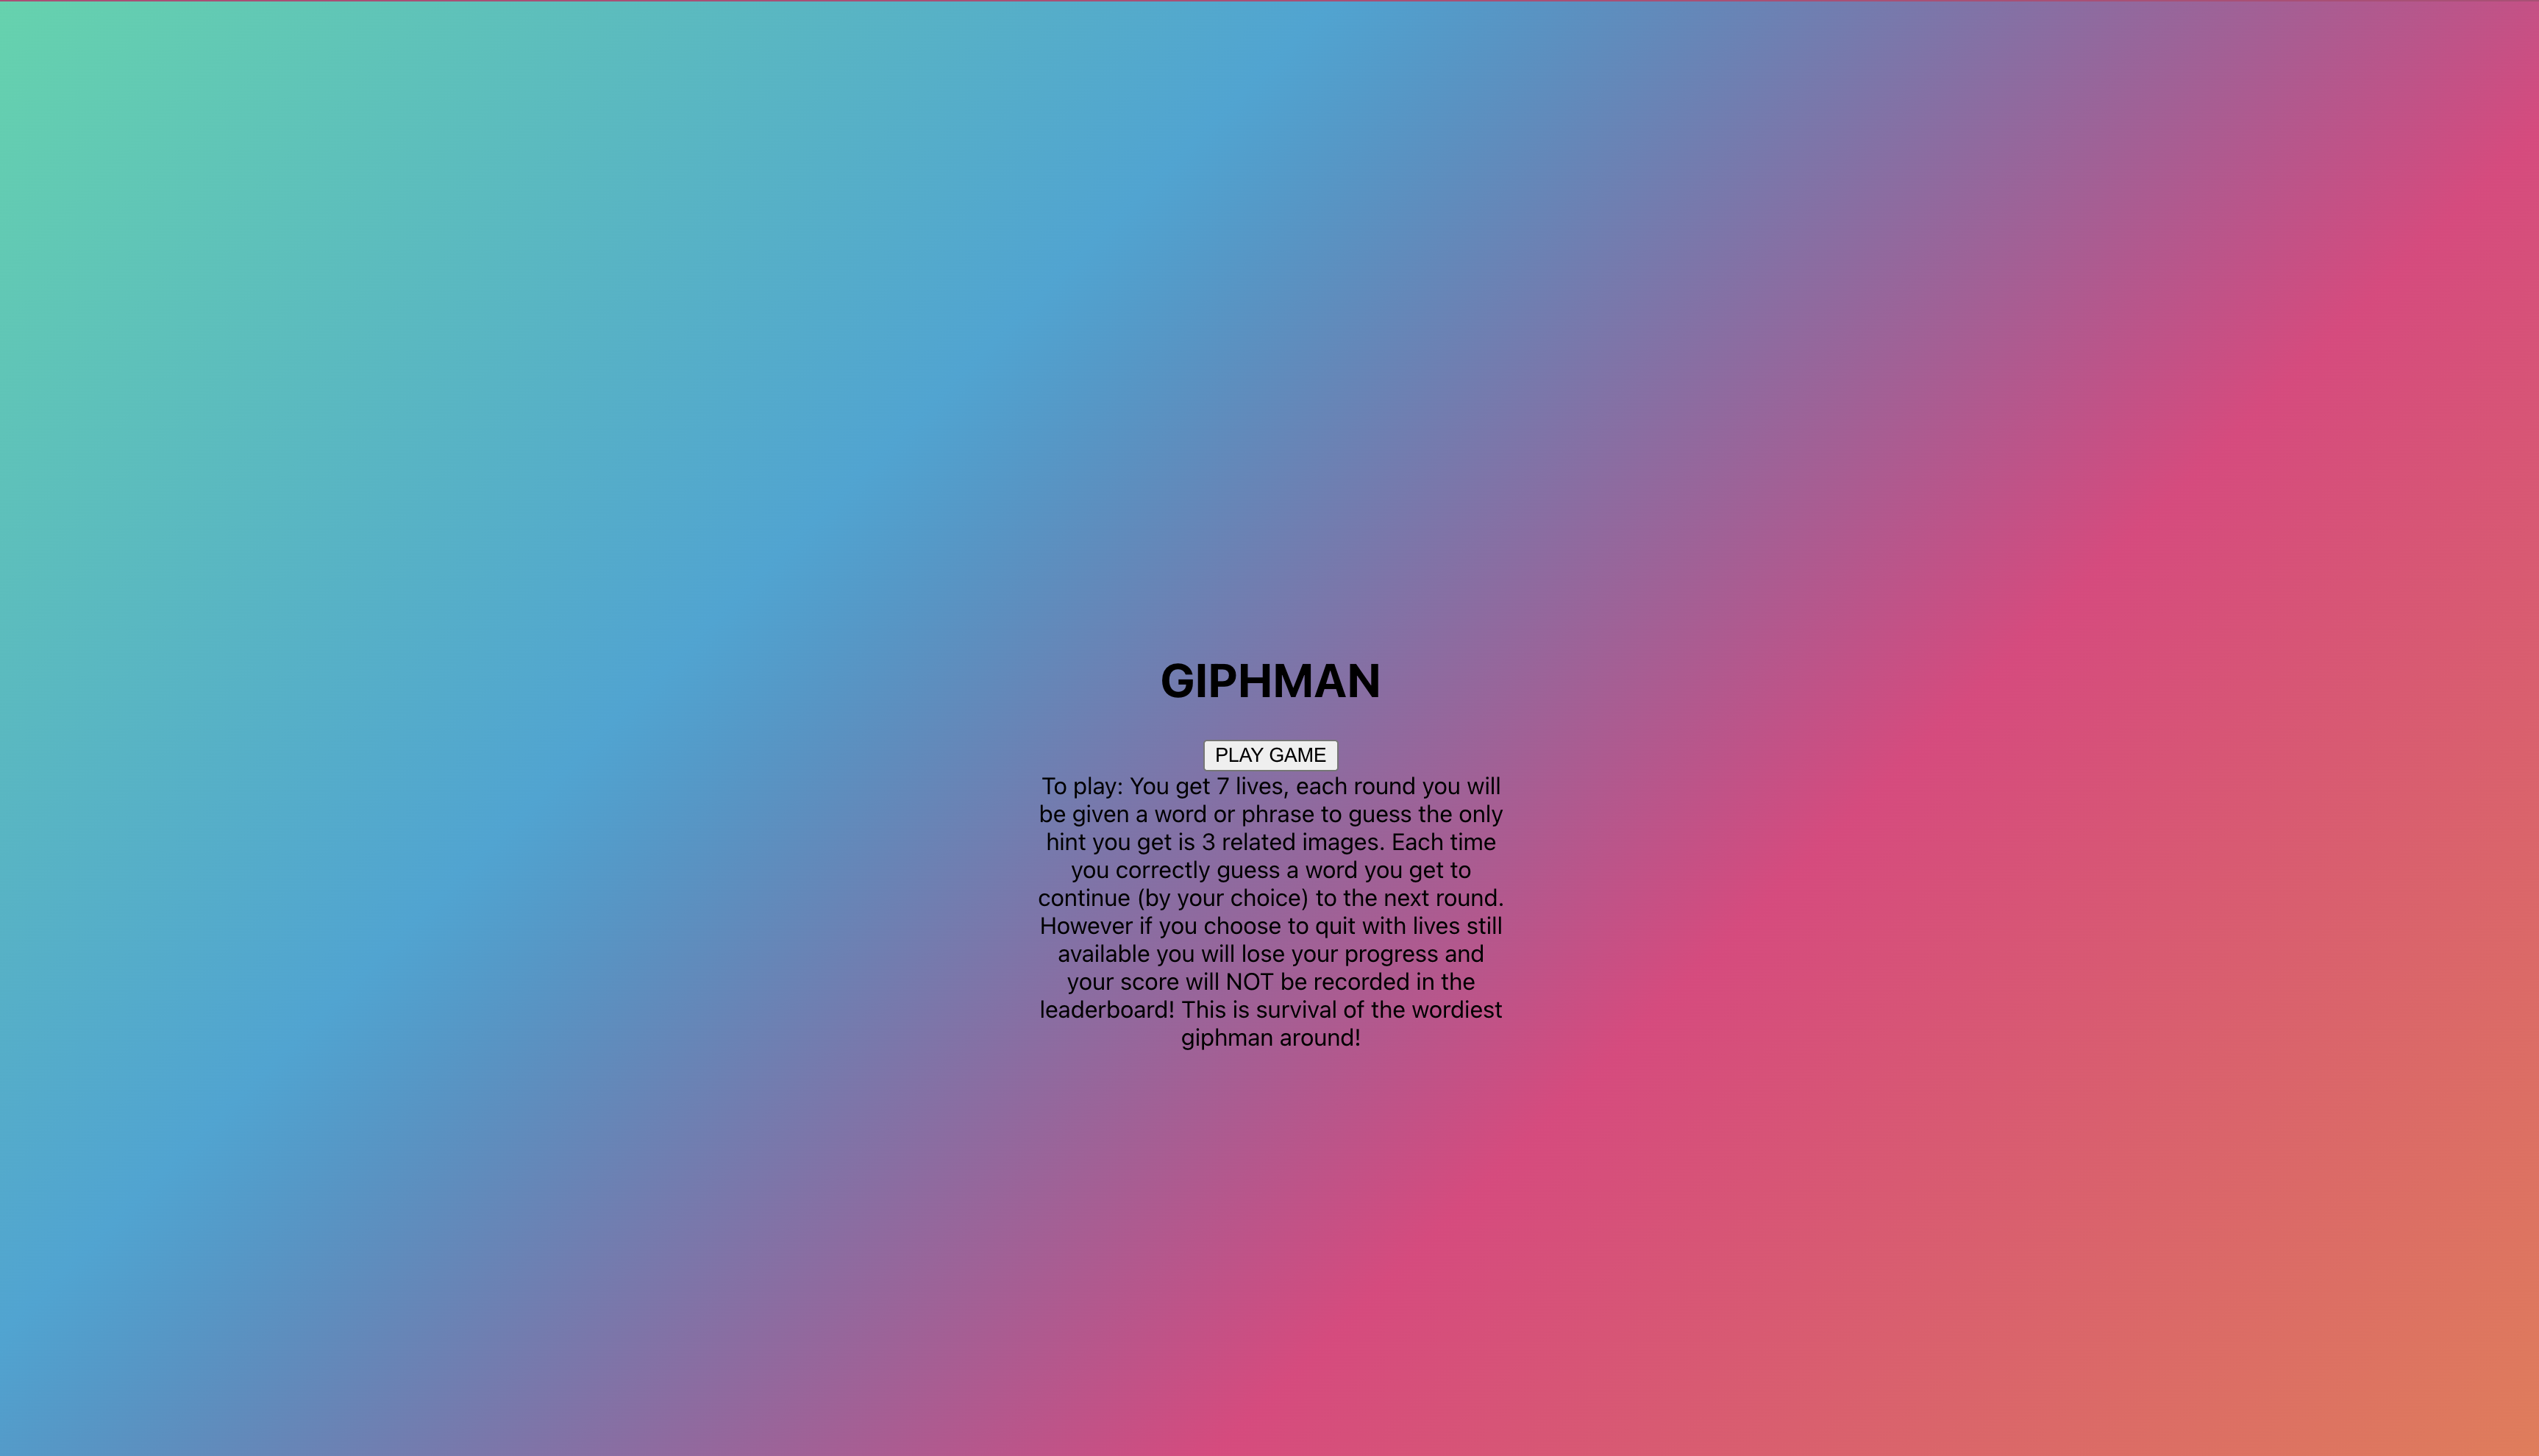 GIPHMAN
PLAY GAME
To play: You get 7 lives, each round you will
be given a word or phrase to guess the only
hint you get is 3 related images. Each time
you correctly guess a word you get to
continue (by your choice) to the next round.
However if you choose to quit with lives still
available you will lose your progress and
your score will NOT be recorded in the
leaderboard! This is survival of the wordiest
giphman around!